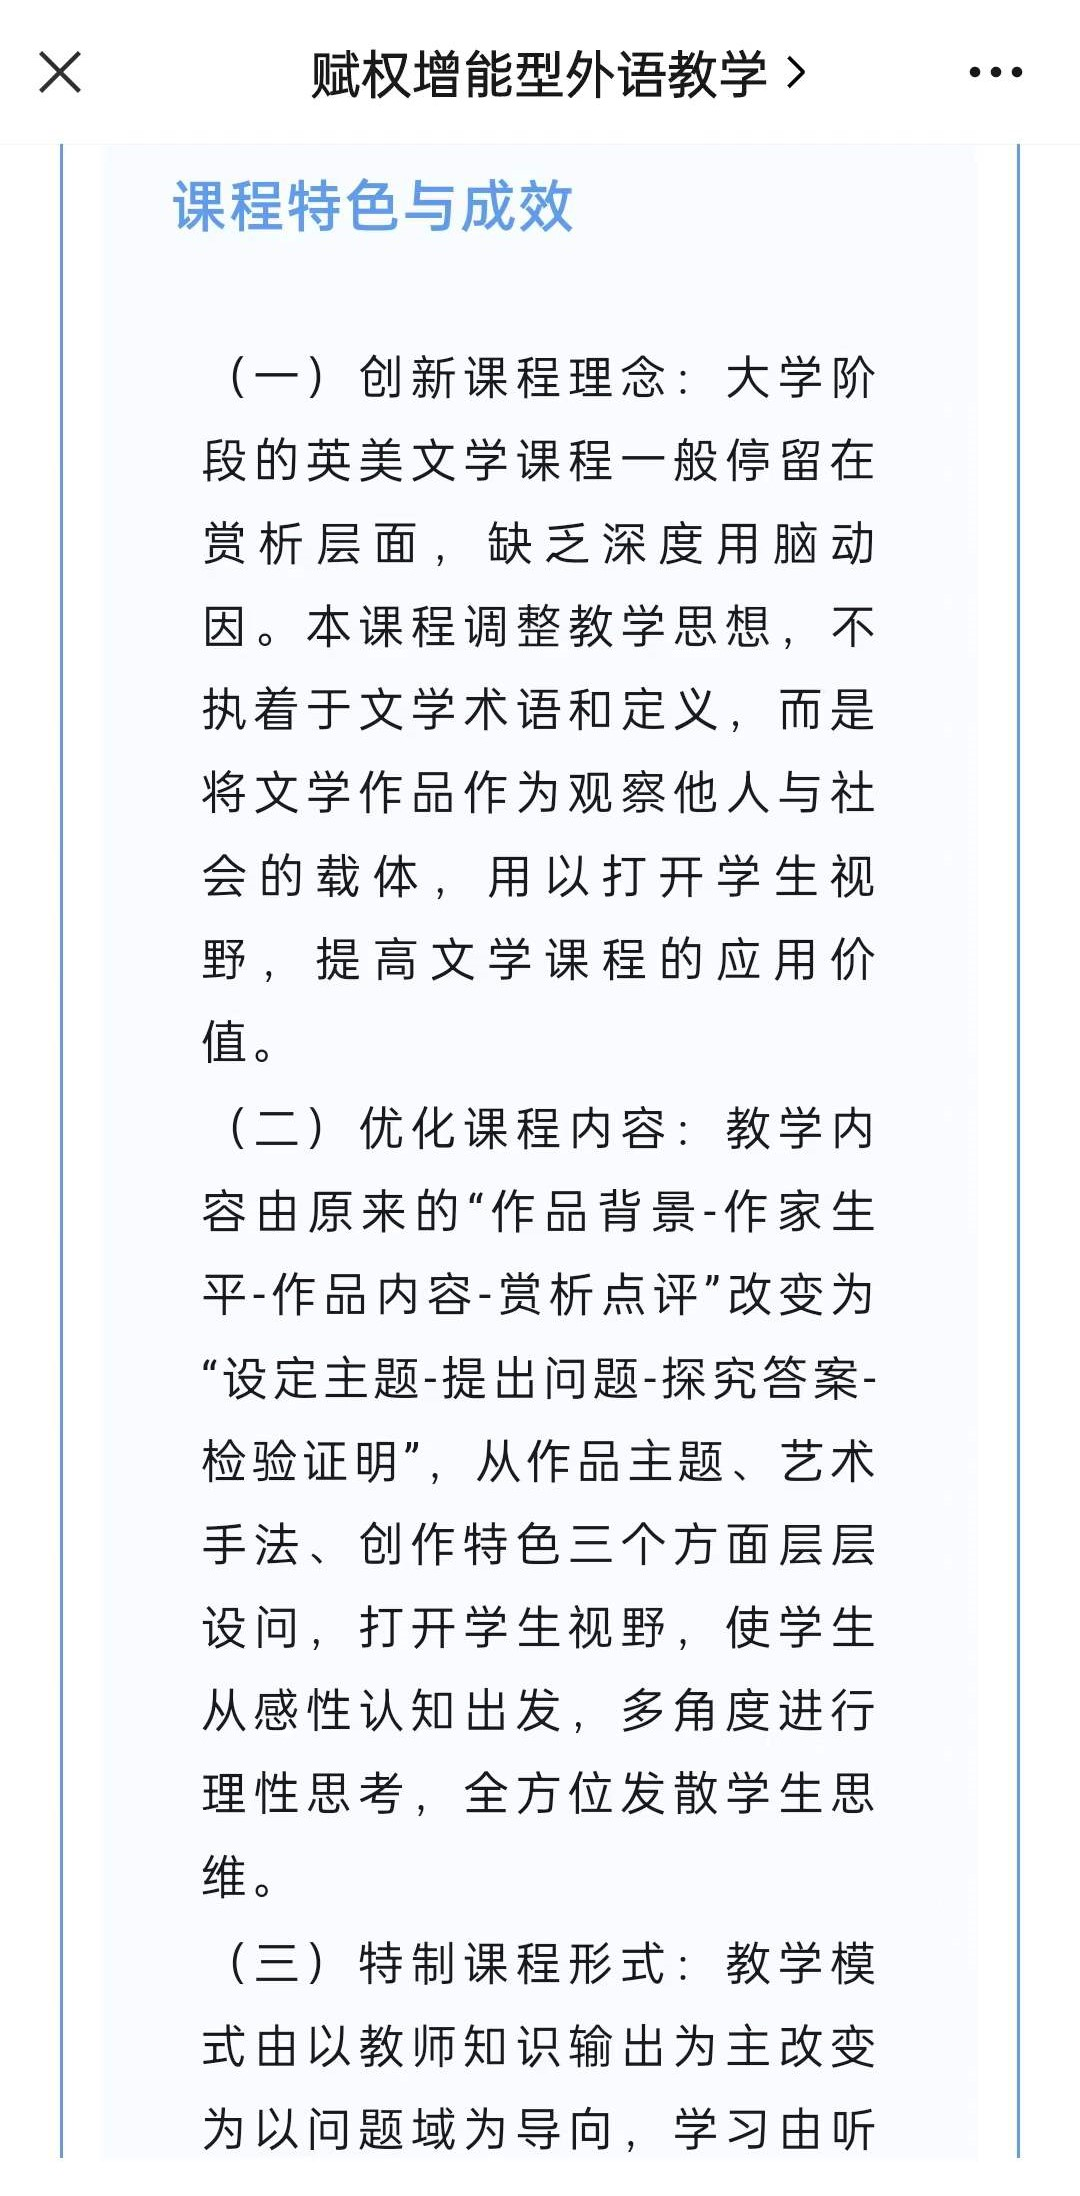 赋权增能型外语教学
课程特色与成效
（一）创新课程理念：大学阶
段的英美文学课程一般停留在
赏析层面，缺乏深度用脑动
因。本课程调整教学思想，不
执着于文学术语和定义，而是
将文学作品作为观察他人与社
会的载体，用以打开学生视
野，提高文学课程的应用价
值。
（二）优化课程内容：教学内
容由原来的“作品背景-作家生
平-作品内容-赏析点评”改变为
“设定主题-提出问题-探究答案-
检验证明”，从作品主题、艺术
手法、创作特色三个方面层层
设问，打开学生视野，使学生
从感性认知出发，多角度进行
理性思考，全方位发散学生思
维。
（三）特制课程形式：教学模
式由以教师知识输出为主改变
为以问题域为导向，学习由听